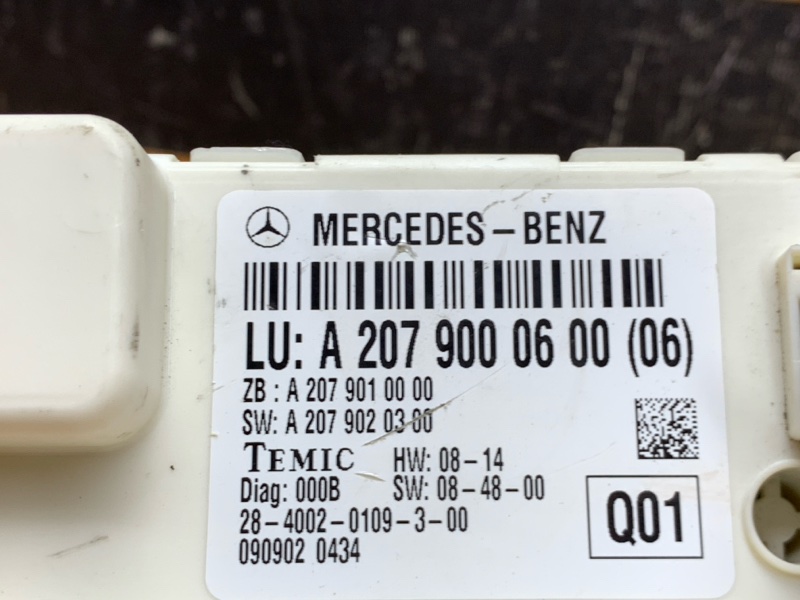 MERCEDES-BENZ
LU: A 207 900 06 00 (06)
ZB : A 207 901 00 00
SW: A 207 902 03 00
TEMIC HW: 08-14
Diag: 000B SW: 08-48-00
28-4002-0109-3-00
090902 0434
Q01